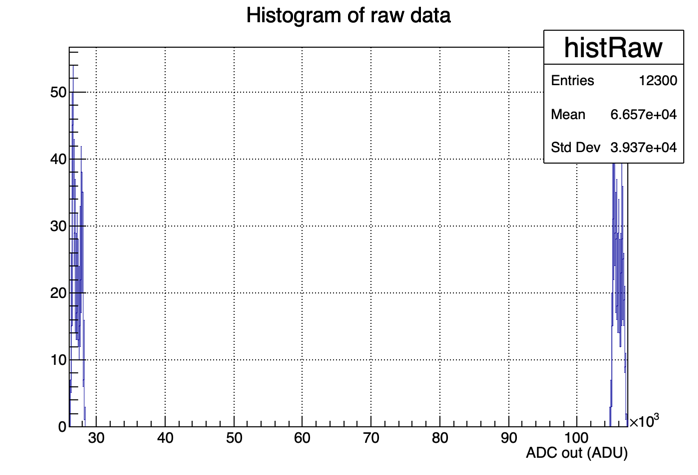 Histogram of raw data
histRaw
Entries 12300
Mean 6.657e+04
Std Dev 3.937e+04
50
40
30
20
10
0
30 40 50 60 70 80 90 100
×10³
ADC out (ADU)